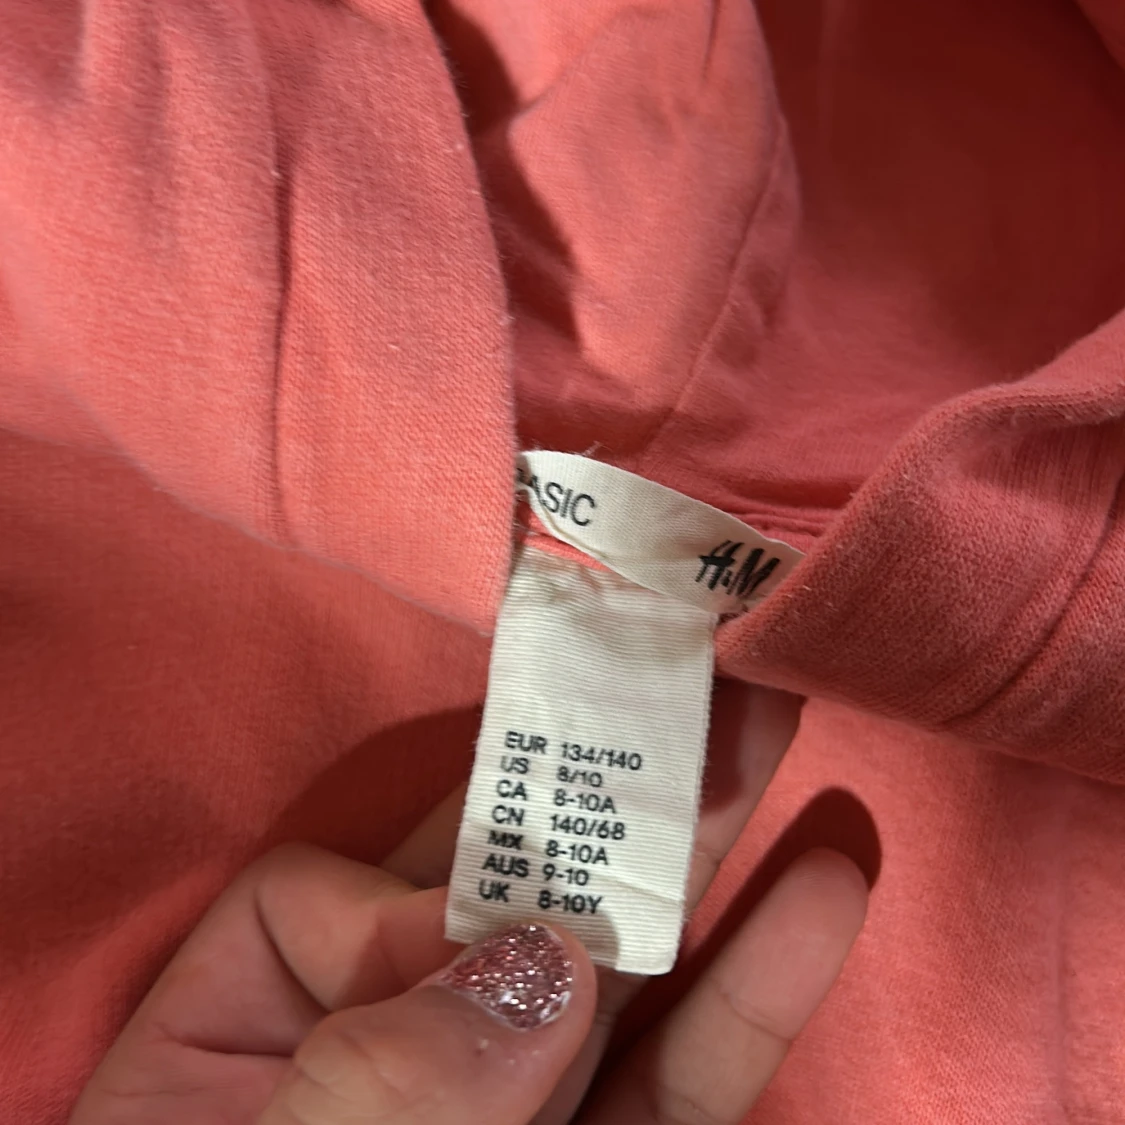 BASIC
H&M
EUR 134/140
US 8/10
CA 8-10A
CN 140/68
MX 8-10A
AUS 9-10
UK 8-10Y